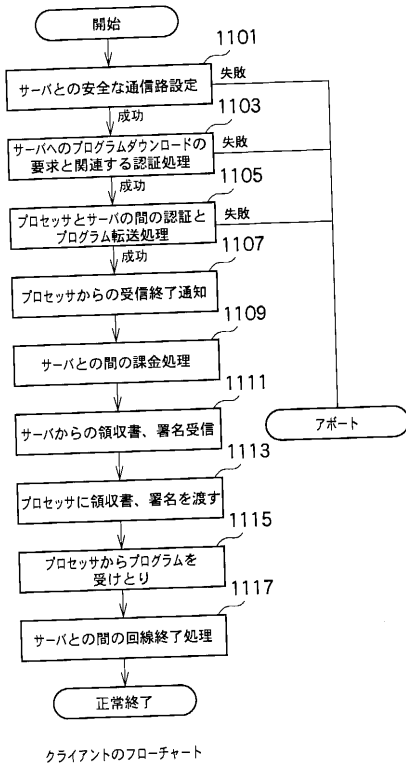 開始
1101
サーバとの安全な通信路設定
失敗
成功
1103
サーバへのプログラムダウンロードの
要求と関連する認証処理
失敗
成功
1105
プロセッサとサーバの間の認証と
プログラム転送処理
失敗
成功
1107
プロセッサからの受信終了通知
1109
サーバとの間の課金処理
1111
サーバからの領収書、署名受信
アボート
1113
プロセッサに領収書、署名を渡す
1115
プロセッサからプログラムを
受けとり
1117
サーバとの間の回線終了処理
正常終了
クライアントのフローチャート